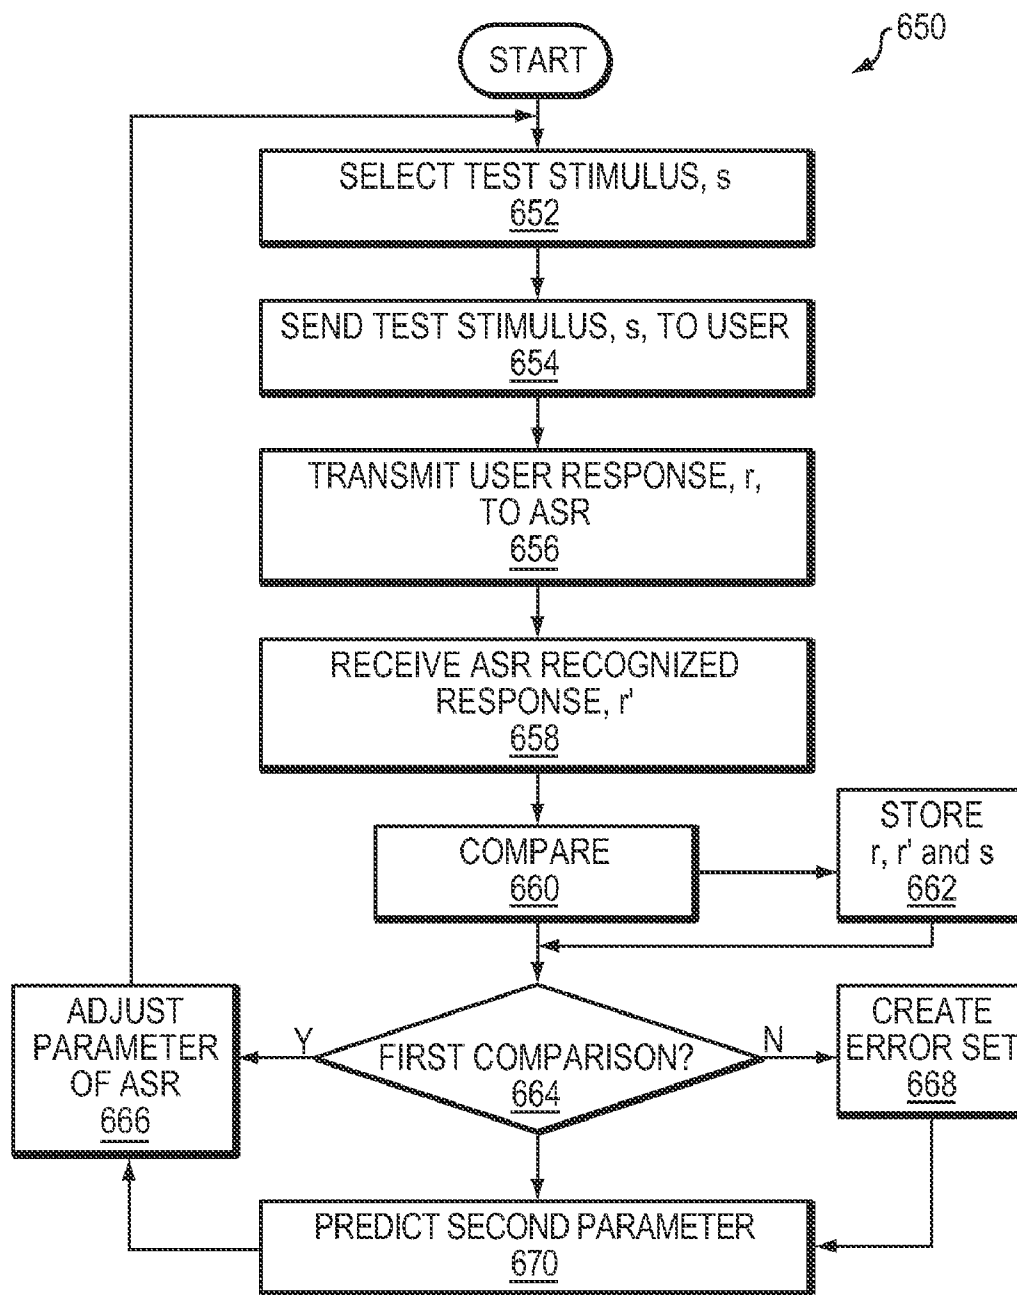 650
START
SELECT TEST STIMULUS, s
652
SEND TEST STIMULUS, s, TO USER
654
TRANSMIT USER RESPONSE, r,
TO ASR
656
RECEIVE ASR RECOGNIZED
RESPONSE, r'
658
COMPARE
660
STORE
r, r' and s
662
FIRST COMPARISON?
664
Y
N
ADJUST
PARAMETER
OF ASR
666
CREATE
ERROR SET
668
PREDICT SECOND PARAMETER
670